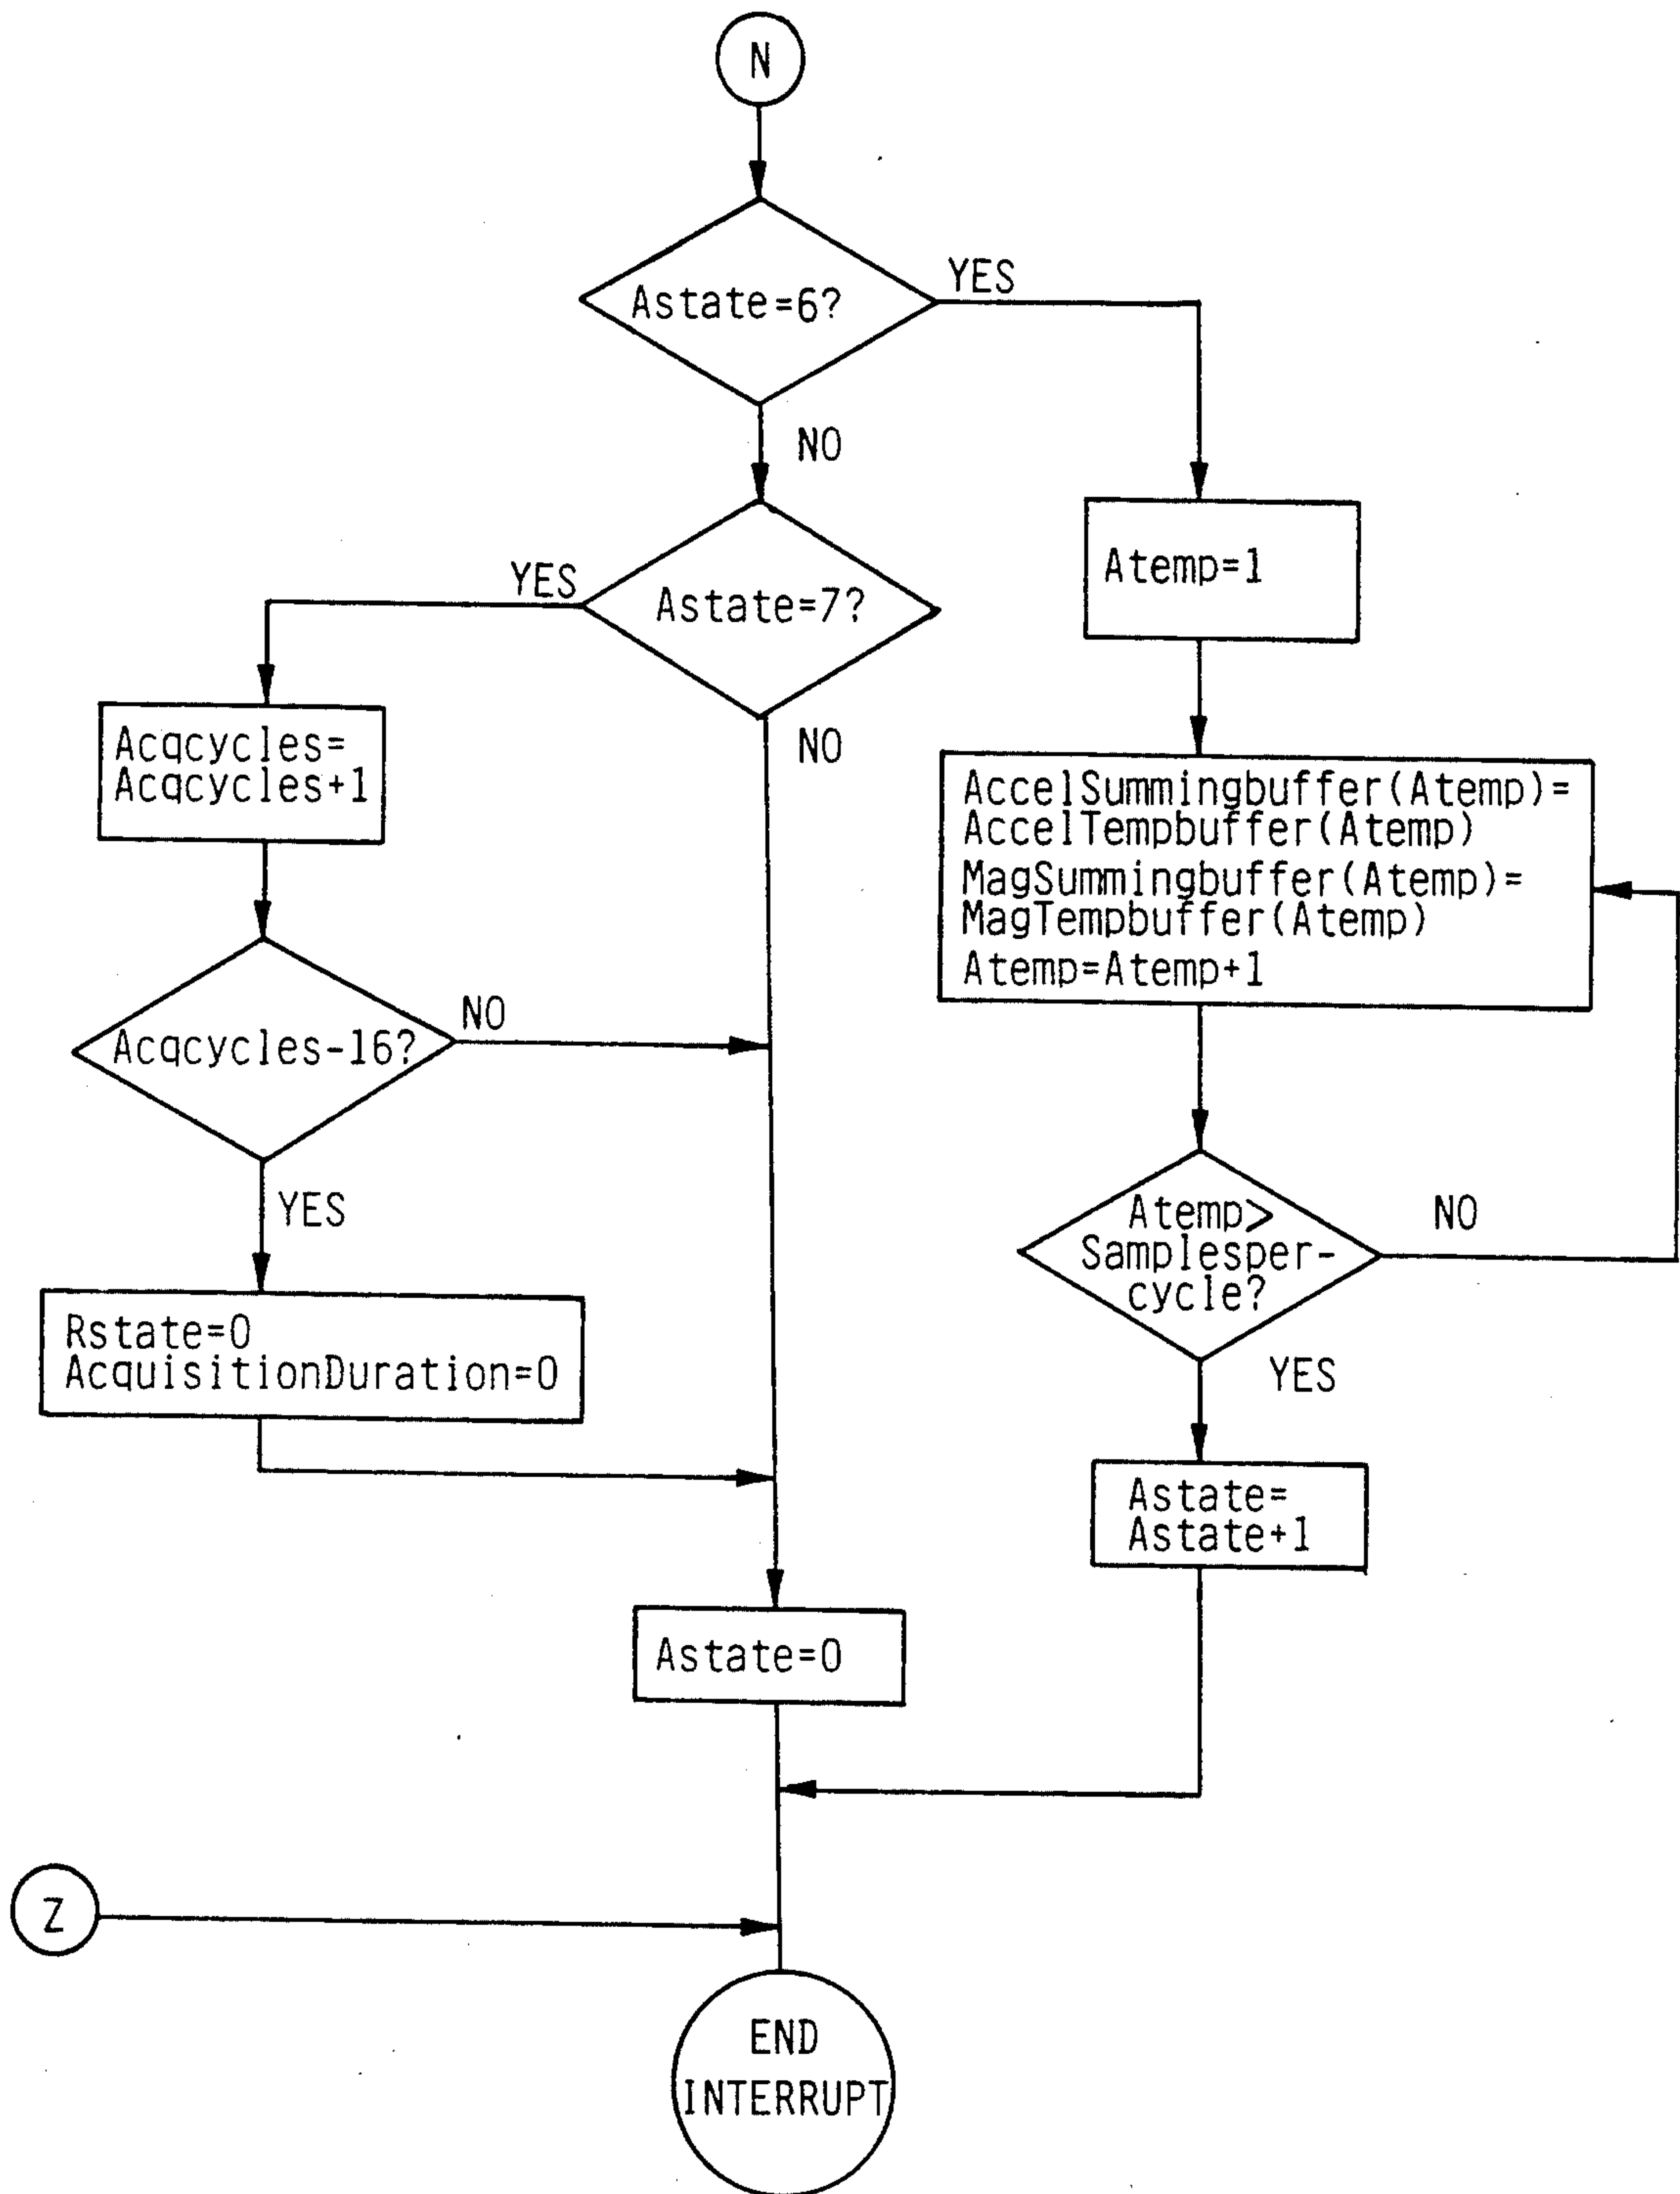 N
Astate=6?
YES
NO
Atemp=1
YES
Astate=7?
NO
Acqcycles=
Acqcycles+1
AccelSummingbuffer(Atemp)=
AccelTempbuffer(Atemp)
MagSummingbuffer(Atemp)=
MagTempbuffer(Atemp)
Atemp=Atemp+1
Acqcycles-16?
NO
YES
Atemp>
Samplesper-
cycle?
NO
YES
Rstate=0
AcquisitionDuration=0
Astate=
Astate+1
Astate=0
Z
END
INTERRUPT